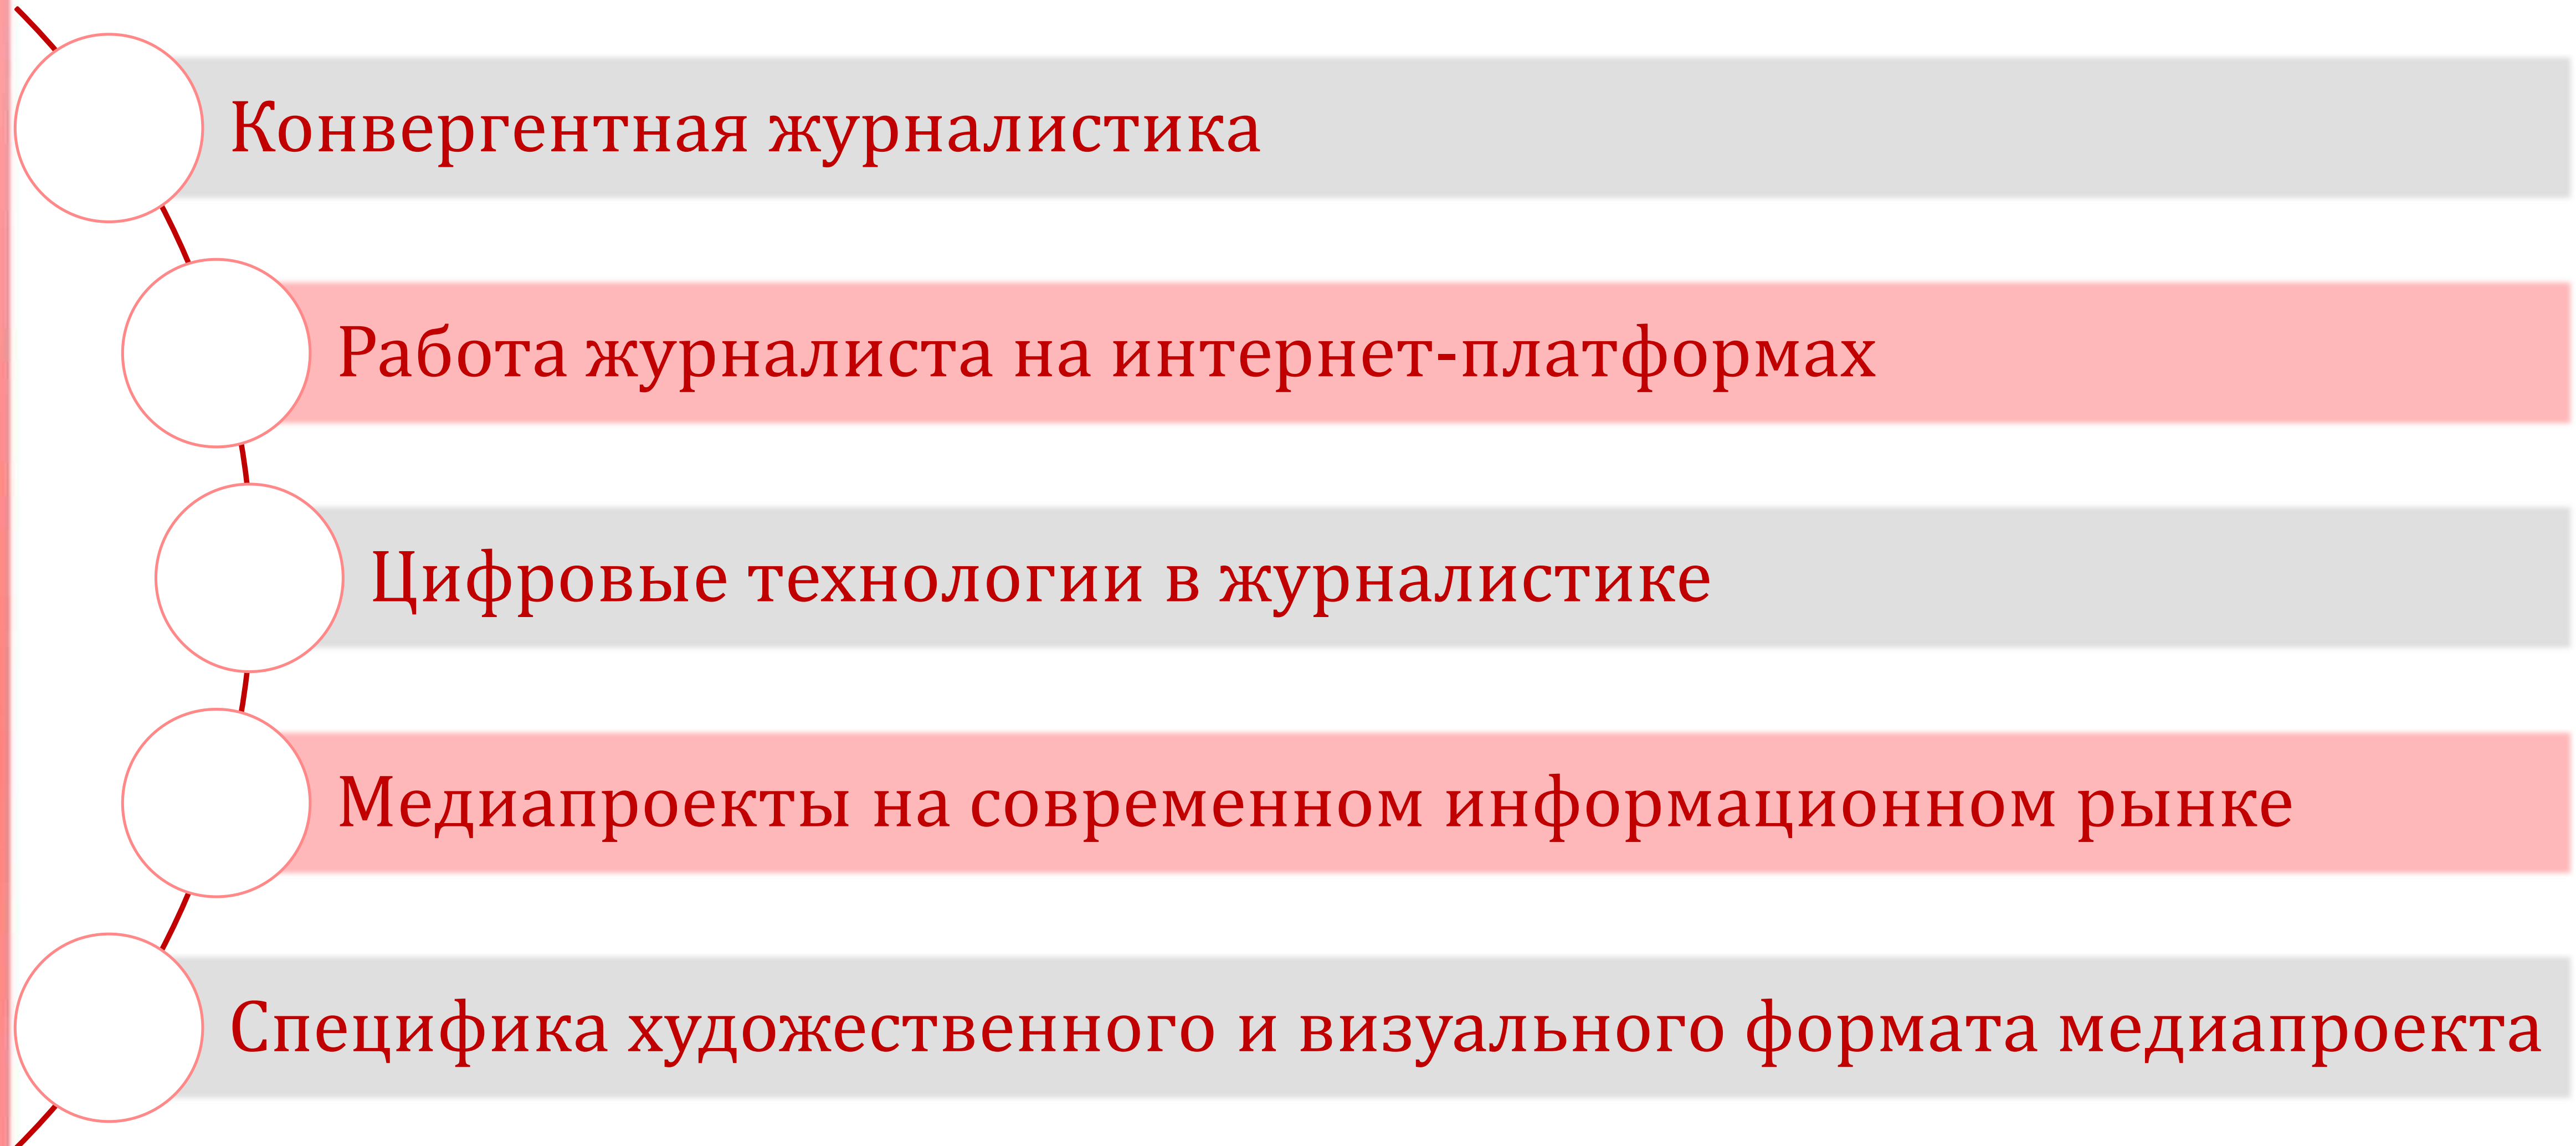 Конвергентная журналистика
Работа журналиста на интернет-платформах
Цифровые технологии в журналистике
Медиапроекты на современном информационном рынке
Специфика художественного и визуального формата медиапроекта